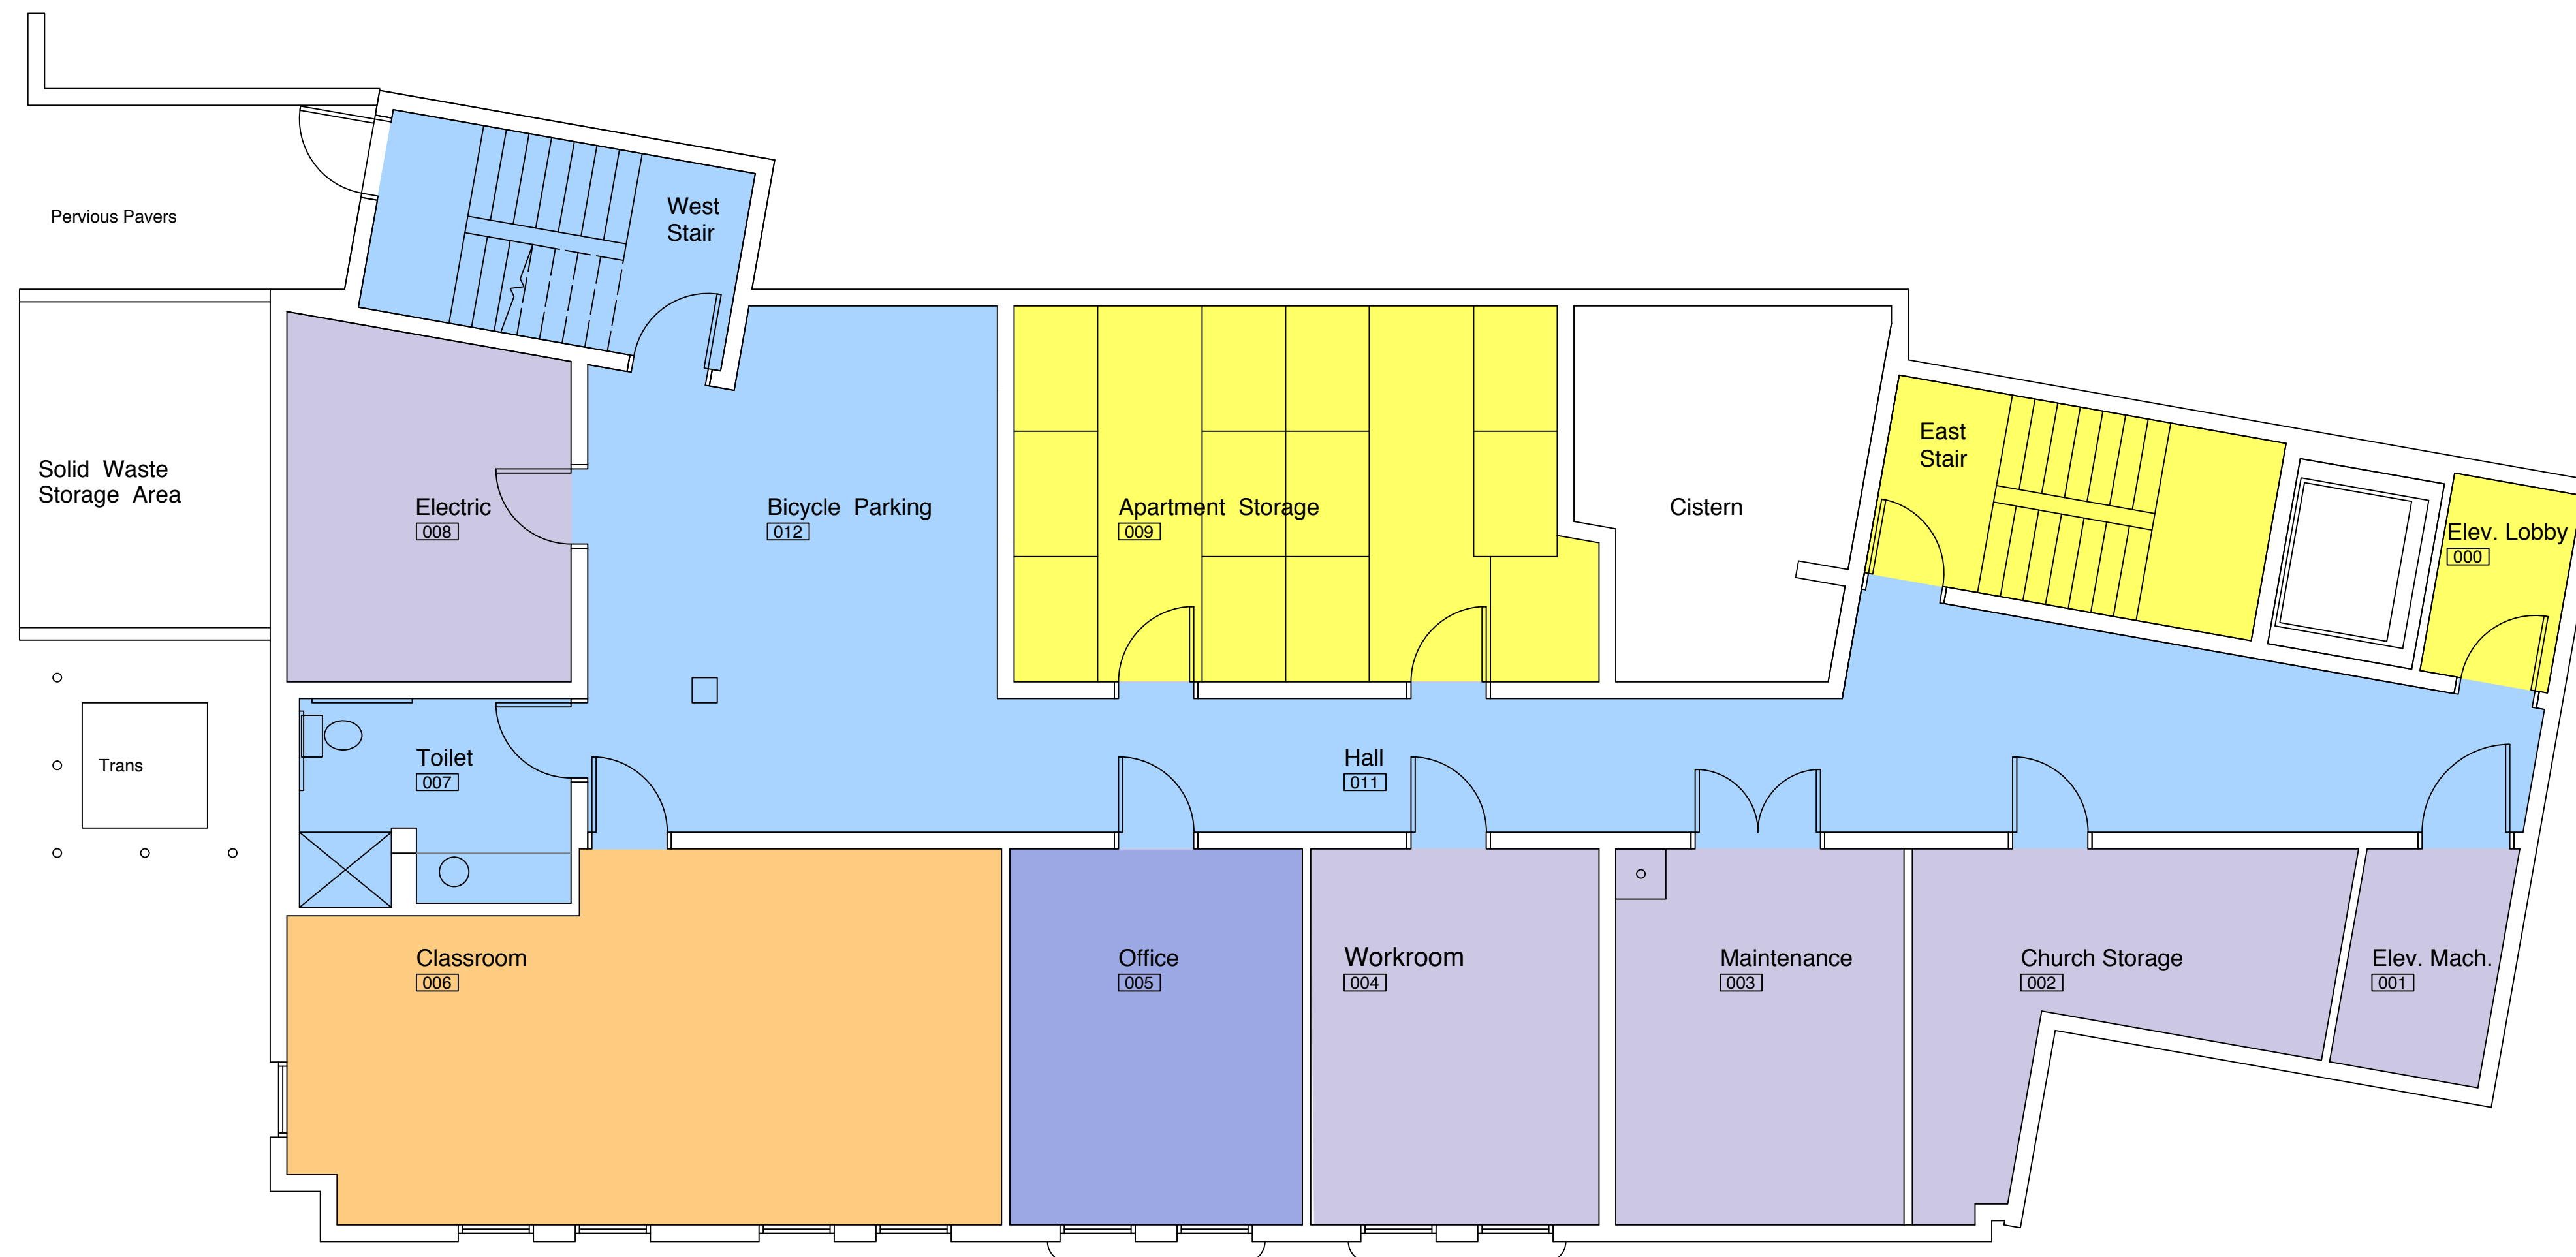 West
Stair
Pervious Pavers
East
Stair
Solid Waste
Storage Area
Electric
008
Bicycle Parking
012
Apartment Storage
009
Cistern
Elev. Lobby
000
Toilet
007
Trans
Hall
011
Classroom
006
Office
005
Workroom
004
Maintenance
003
Church Storage
002
Elev. Mach.
001